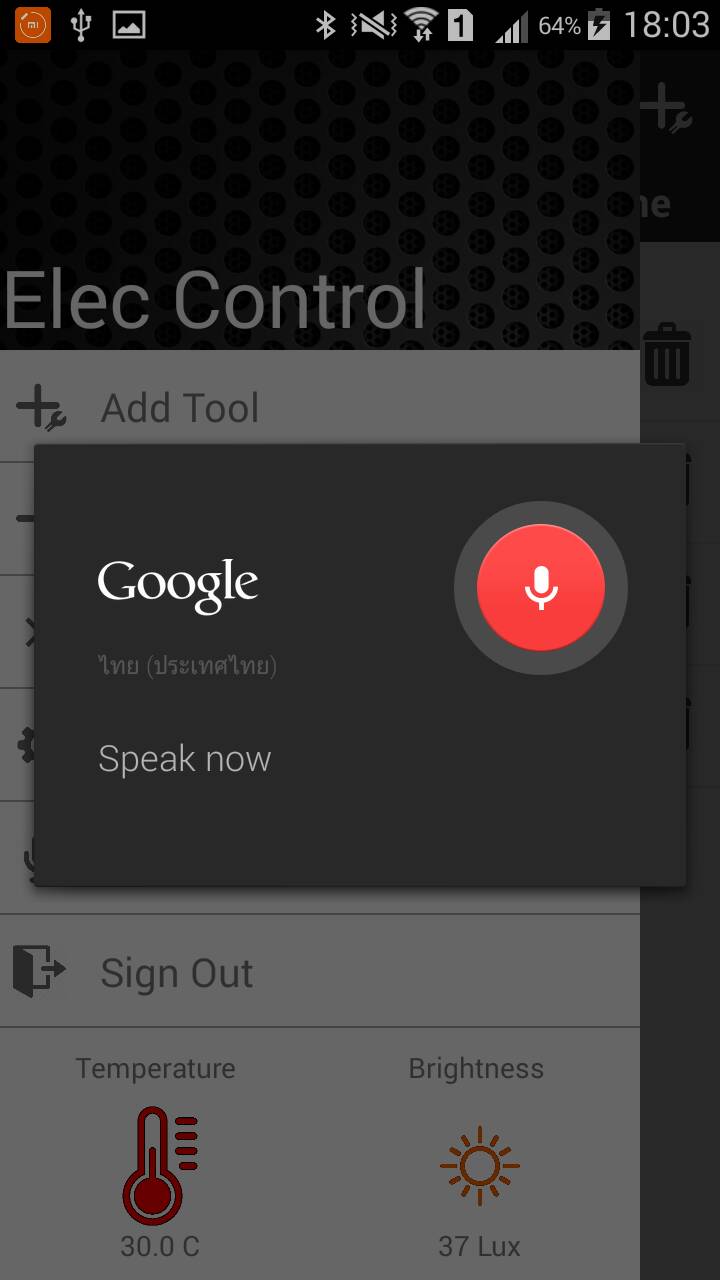 1 64% 18:03
ne
Elec Control
Add Tool
Google
ไทย (ประเทศไทย)
Speak now
Sign Out
Temperature Brightness
30.0 C 37 Lux